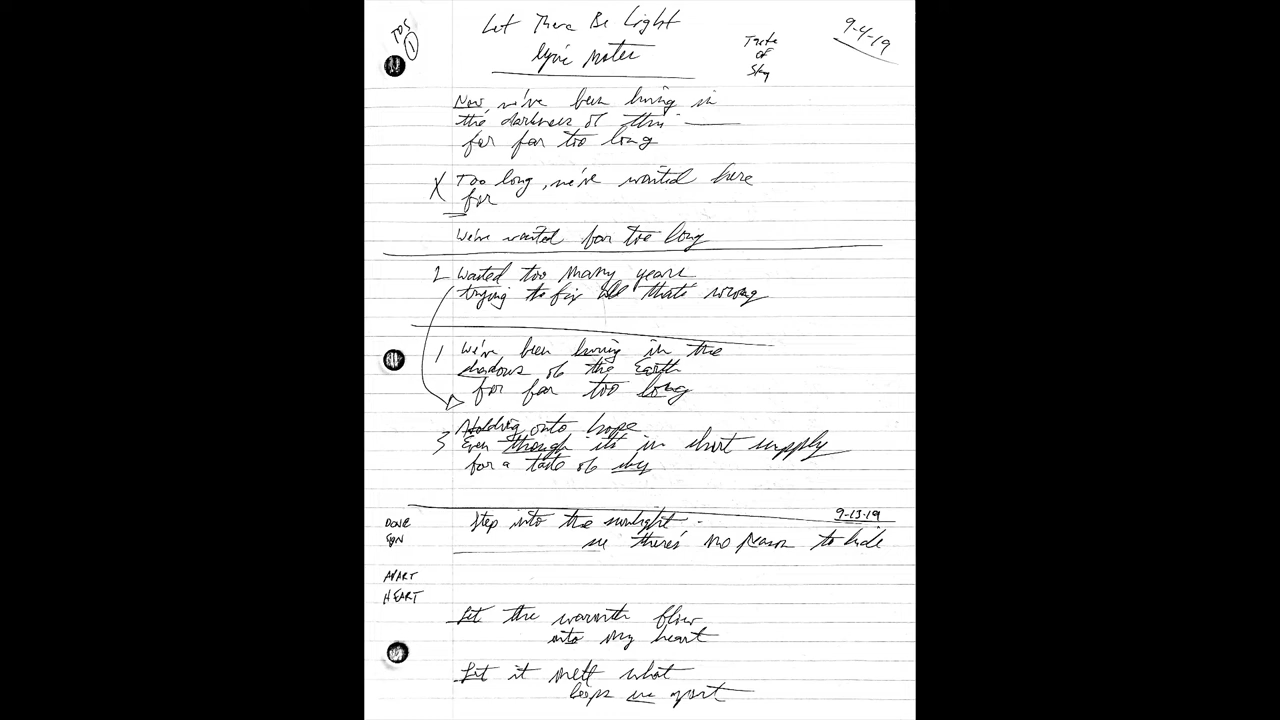 TOS
1
Let There Be Light
Lyric Notes
Taste
of
Sky
9-4-19
Now, we've been living in
the darkness of this
for far too long
X Too long, we've waited here
for
We've waited far too long
2 Wasted too many years
trying to fix all that's wrong
1 We've been living in the
shadows of the Earth
for far too long
Holding onto hope
3 Even though it's in short supply
for a taste of sky
9-13-19
Step into the sunlight
see there's no reason to hide
APART
HEART
Let the warmth flow
into my heart
Let it melt what
keeps us apart